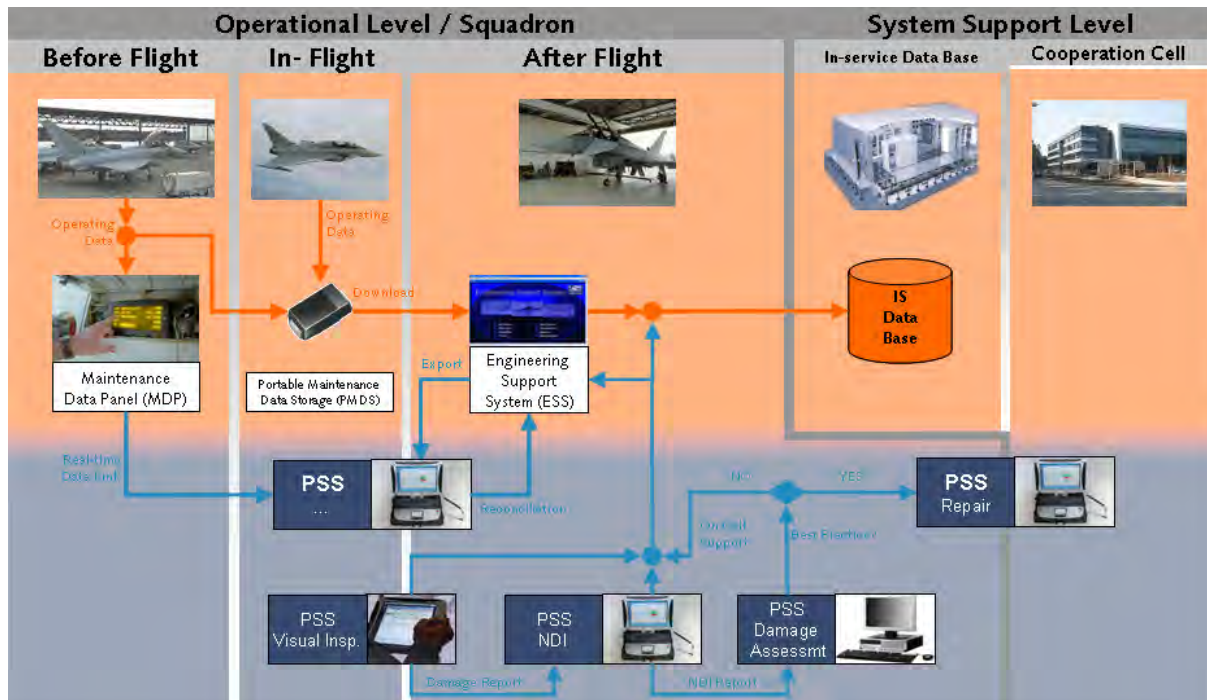 Operational Level / Squadron
System Support Level
Before Flight
In- Flight
After Flight
In-service Data Base
Cooperation Cell
Operating
Data
Operating
Data
Download
IS
Data
Base
Maintenance
Data Panel (MDP)
Portable Maintenance
Data Storage (PMDS)
Export
Engineering
Support
System (ESS)
Real-time
Data link
PSS
...
Reconciliation
NO
YES
PSS
Repair
On-call
Support
Best Practices
PSS
Visual Insp.
PSS
NDI
PSS
Damage
Assessmt
Damage Report
NDI Report